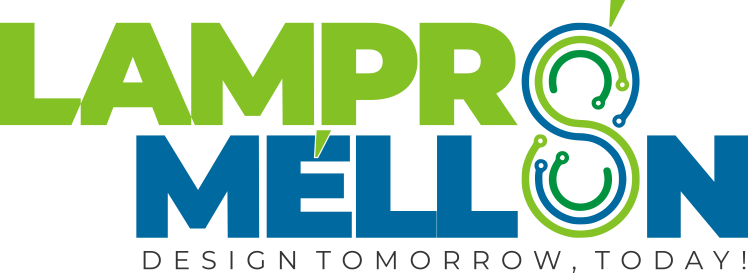 LAMPRÓ
MÉLLON
DESIGN TOMORROW, TODAY!